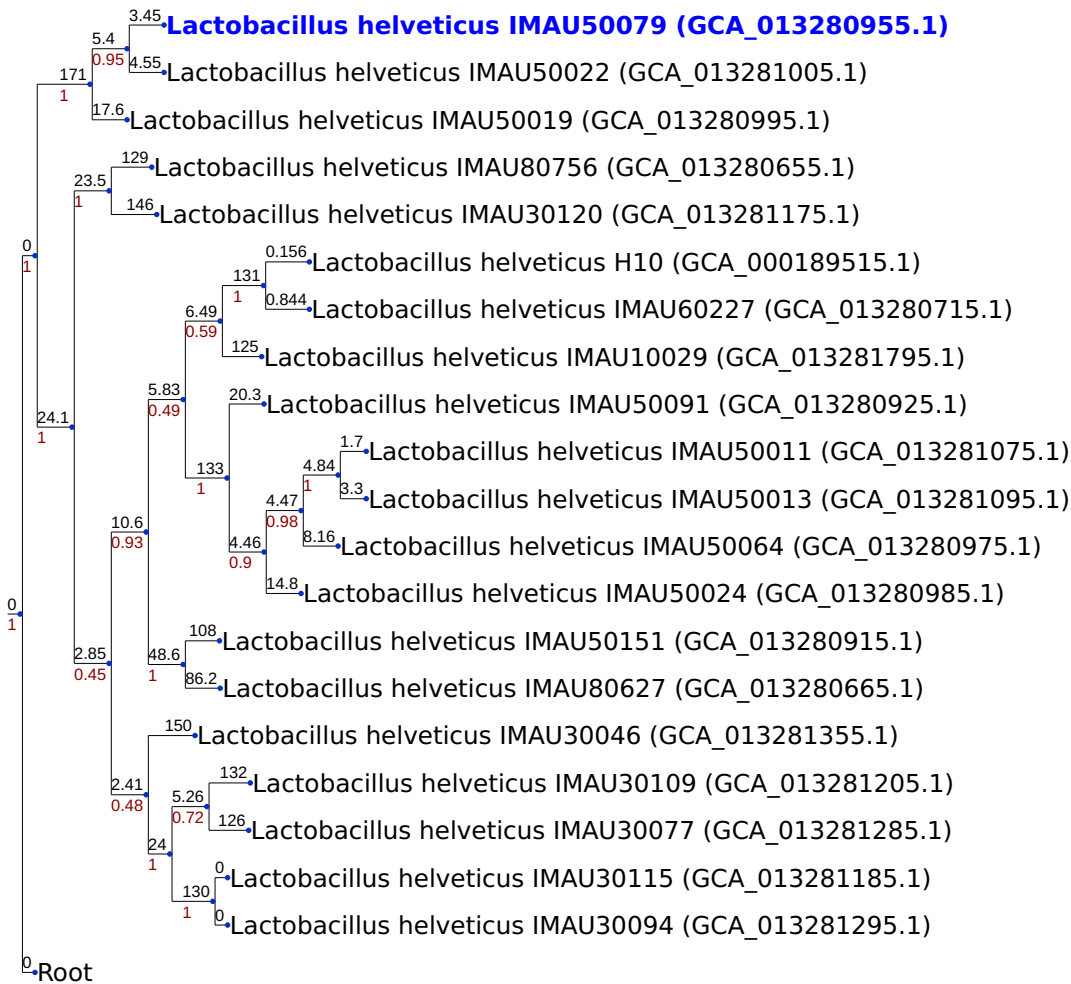 3.45
Lactobacillus helveticus IMAU50079 (GCA_013280955.1)
5.4
0.95
4.55
Lactobacillus helveticus IMAU50022 (GCA_013281005.1)
171
1
17.6
Lactobacillus helveticus IMAU50019 (GCA_013280995.1)
129
Lactobacillus helveticus IMAU80756 (GCA_013280655.1)
23.5
1
146
Lactobacillus helveticus IMAU30120 (GCA_013281175.1)
0
1
0.156
Lactobacillus helveticus H10 (GCA_000189515.1)
131
1
0.844
Lactobacillus helveticus IMAU60227 (GCA_013280715.1)
6.49
0.59
125
Lactobacillus helveticus IMAU10029 (GCA_013281795.1)
5.83
0.49
20.3
Lactobacillus helveticus IMAU50091 (GCA_013280925.1)
24.1
1
1.7
Lactobacillus helveticus IMAU50011 (GCA_013281075.1)
4.84
1
133
1
3.3
Lactobacillus helveticus IMAU50013 (GCA_013281095.1)
4.47
0.98
10.6
0.93
8.16
Lactobacillus helveticus IMAU50064 (GCA_013280975.1)
4.46
0.9
14.8
Lactobacillus helveticus IMAU50024 (GCA_013280985.1)
0
1
108
Lactobacillus helveticus IMAU50151 (GCA_013280915.1)
2.85
0.45
48.6
1
86.2
Lactobacillus helveticus IMAU80627 (GCA_013280665.1)
150
Lactobacillus helveticus IMAU30046 (GCA_013281355.1)
2.41
0.48
132
Lactobacillus helveticus IMAU30109 (GCA_013281205.1)
5.26
0.72
126
Lactobacillus helveticus IMAU30077 (GCA_013281285.1)
24
1
0
Lactobacillus helveticus IMAU30115 (GCA_013281185.1)
130
1
0
Lactobacillus helveticus IMAU30094 (GCA_013281295.1)
0
Root